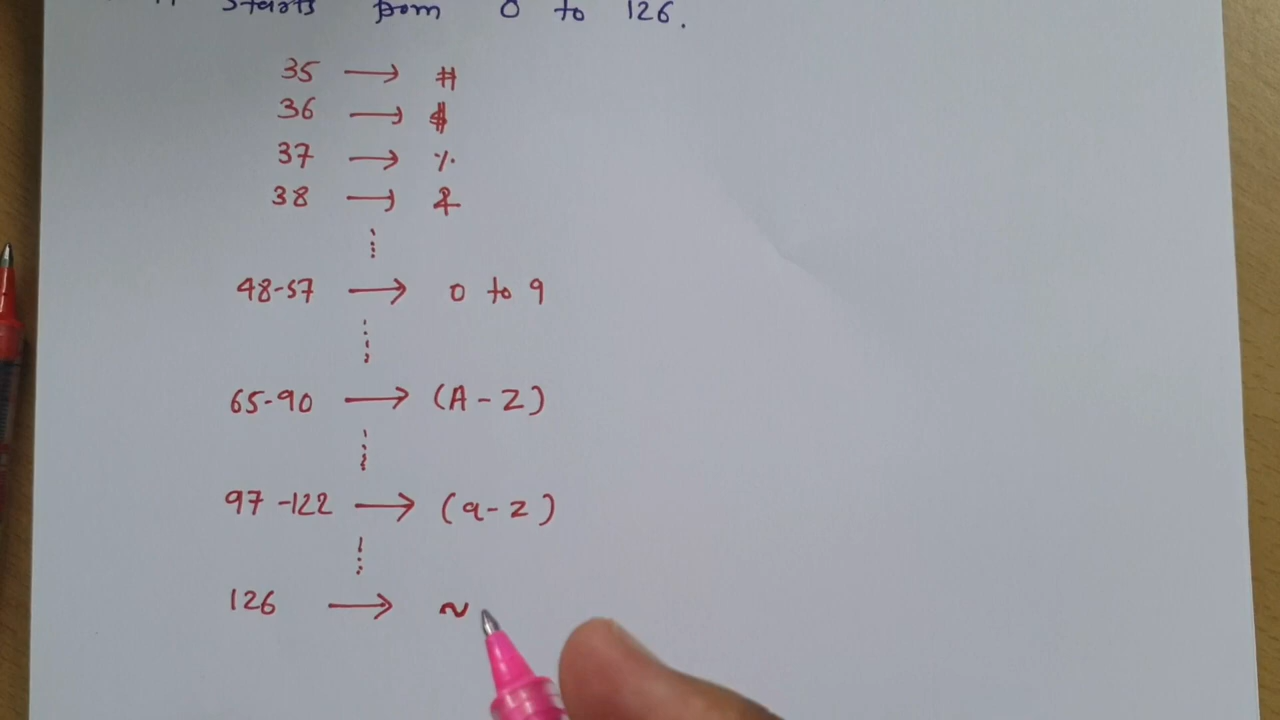 starts from 0 to 126.
35 → #
36 → $
37 → %
38 → &
48-57 → 0 to 9
65-90 → (A - Z)
97-122 → (a-z)
126 → ~